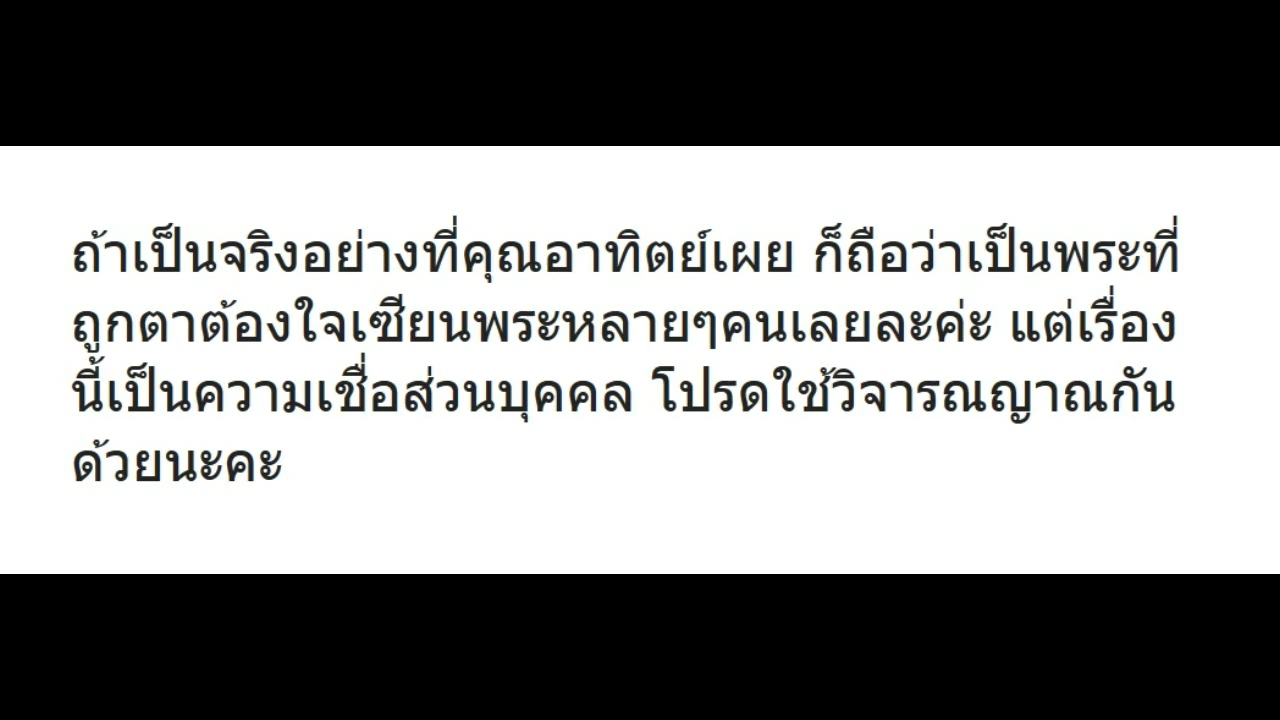 ถ้าเป็นจริงอย่างที่คุณอาทิตย์เผย ก็ถือว่าเป็นพระที่
ถูกตาต้องใจเซียนพระหลายๆคนเลยละค่ะ แต่เรื่อง
นี้เป็นความเชื่อส่วนบุคคล โปรดใช้วิจารณญาณกัน
ด้วยนะคะ